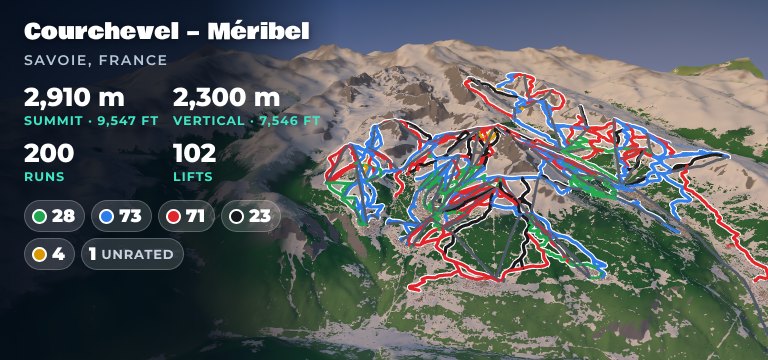 Courchevel – Méribel
SAVOIE, FRANCE
2,910 m 2,300 m
SUMMIT · 9,547 FT VERTICAL · 7,546 FT
200 102
RUNS LIFTS
28 73 71 23
4 1 UNRATED